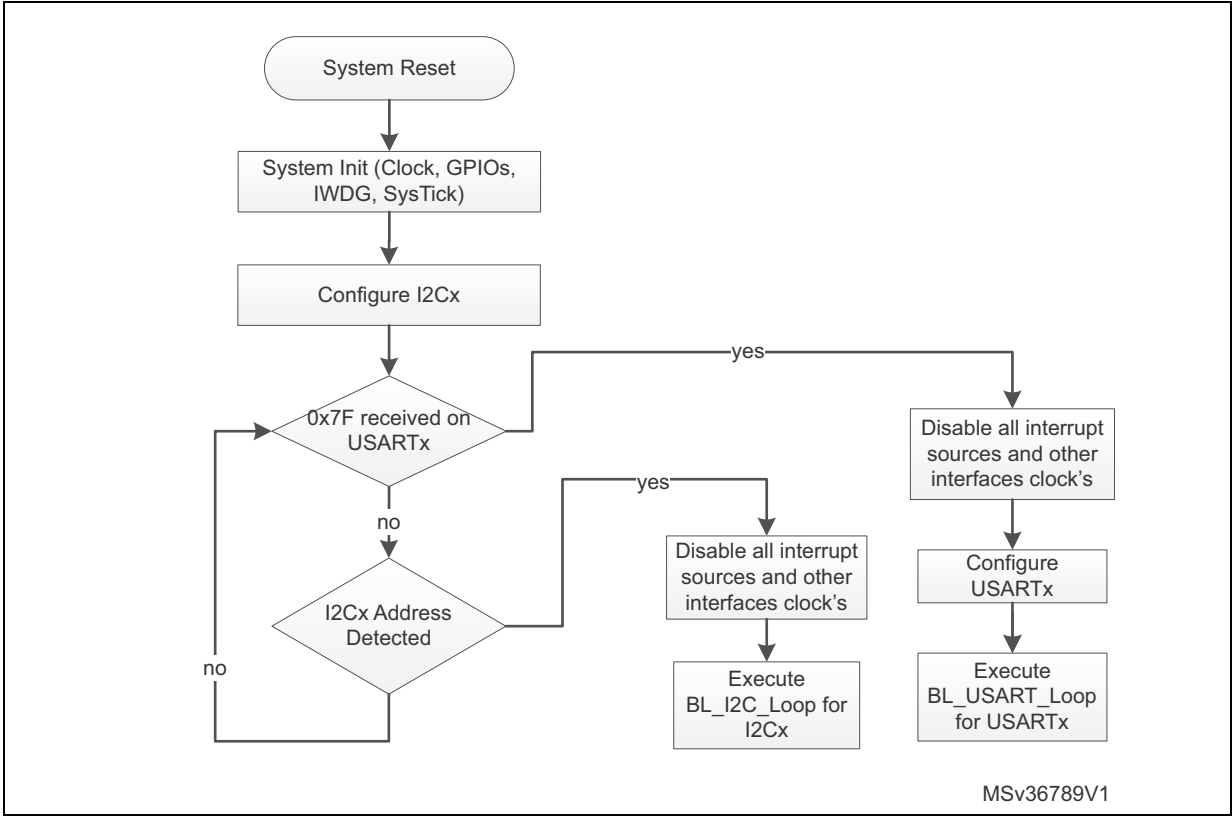 System Reset
System Init (Clock, GPIOs,
IWDG, SysTick)
Configure I2Cx
yes
0x7F received on
USARTx
Disable all interrupt
sources and other
interfaces clock's
yes
no
Disable all interrupt
sources and other
interfaces clock's
Configure
USARTx
I2Cx Address
Detected
no
Execute
BL_I2C_Loop for
I2Cx
Execute
BL_USART_Loop
for USARTx
MSv36789V1